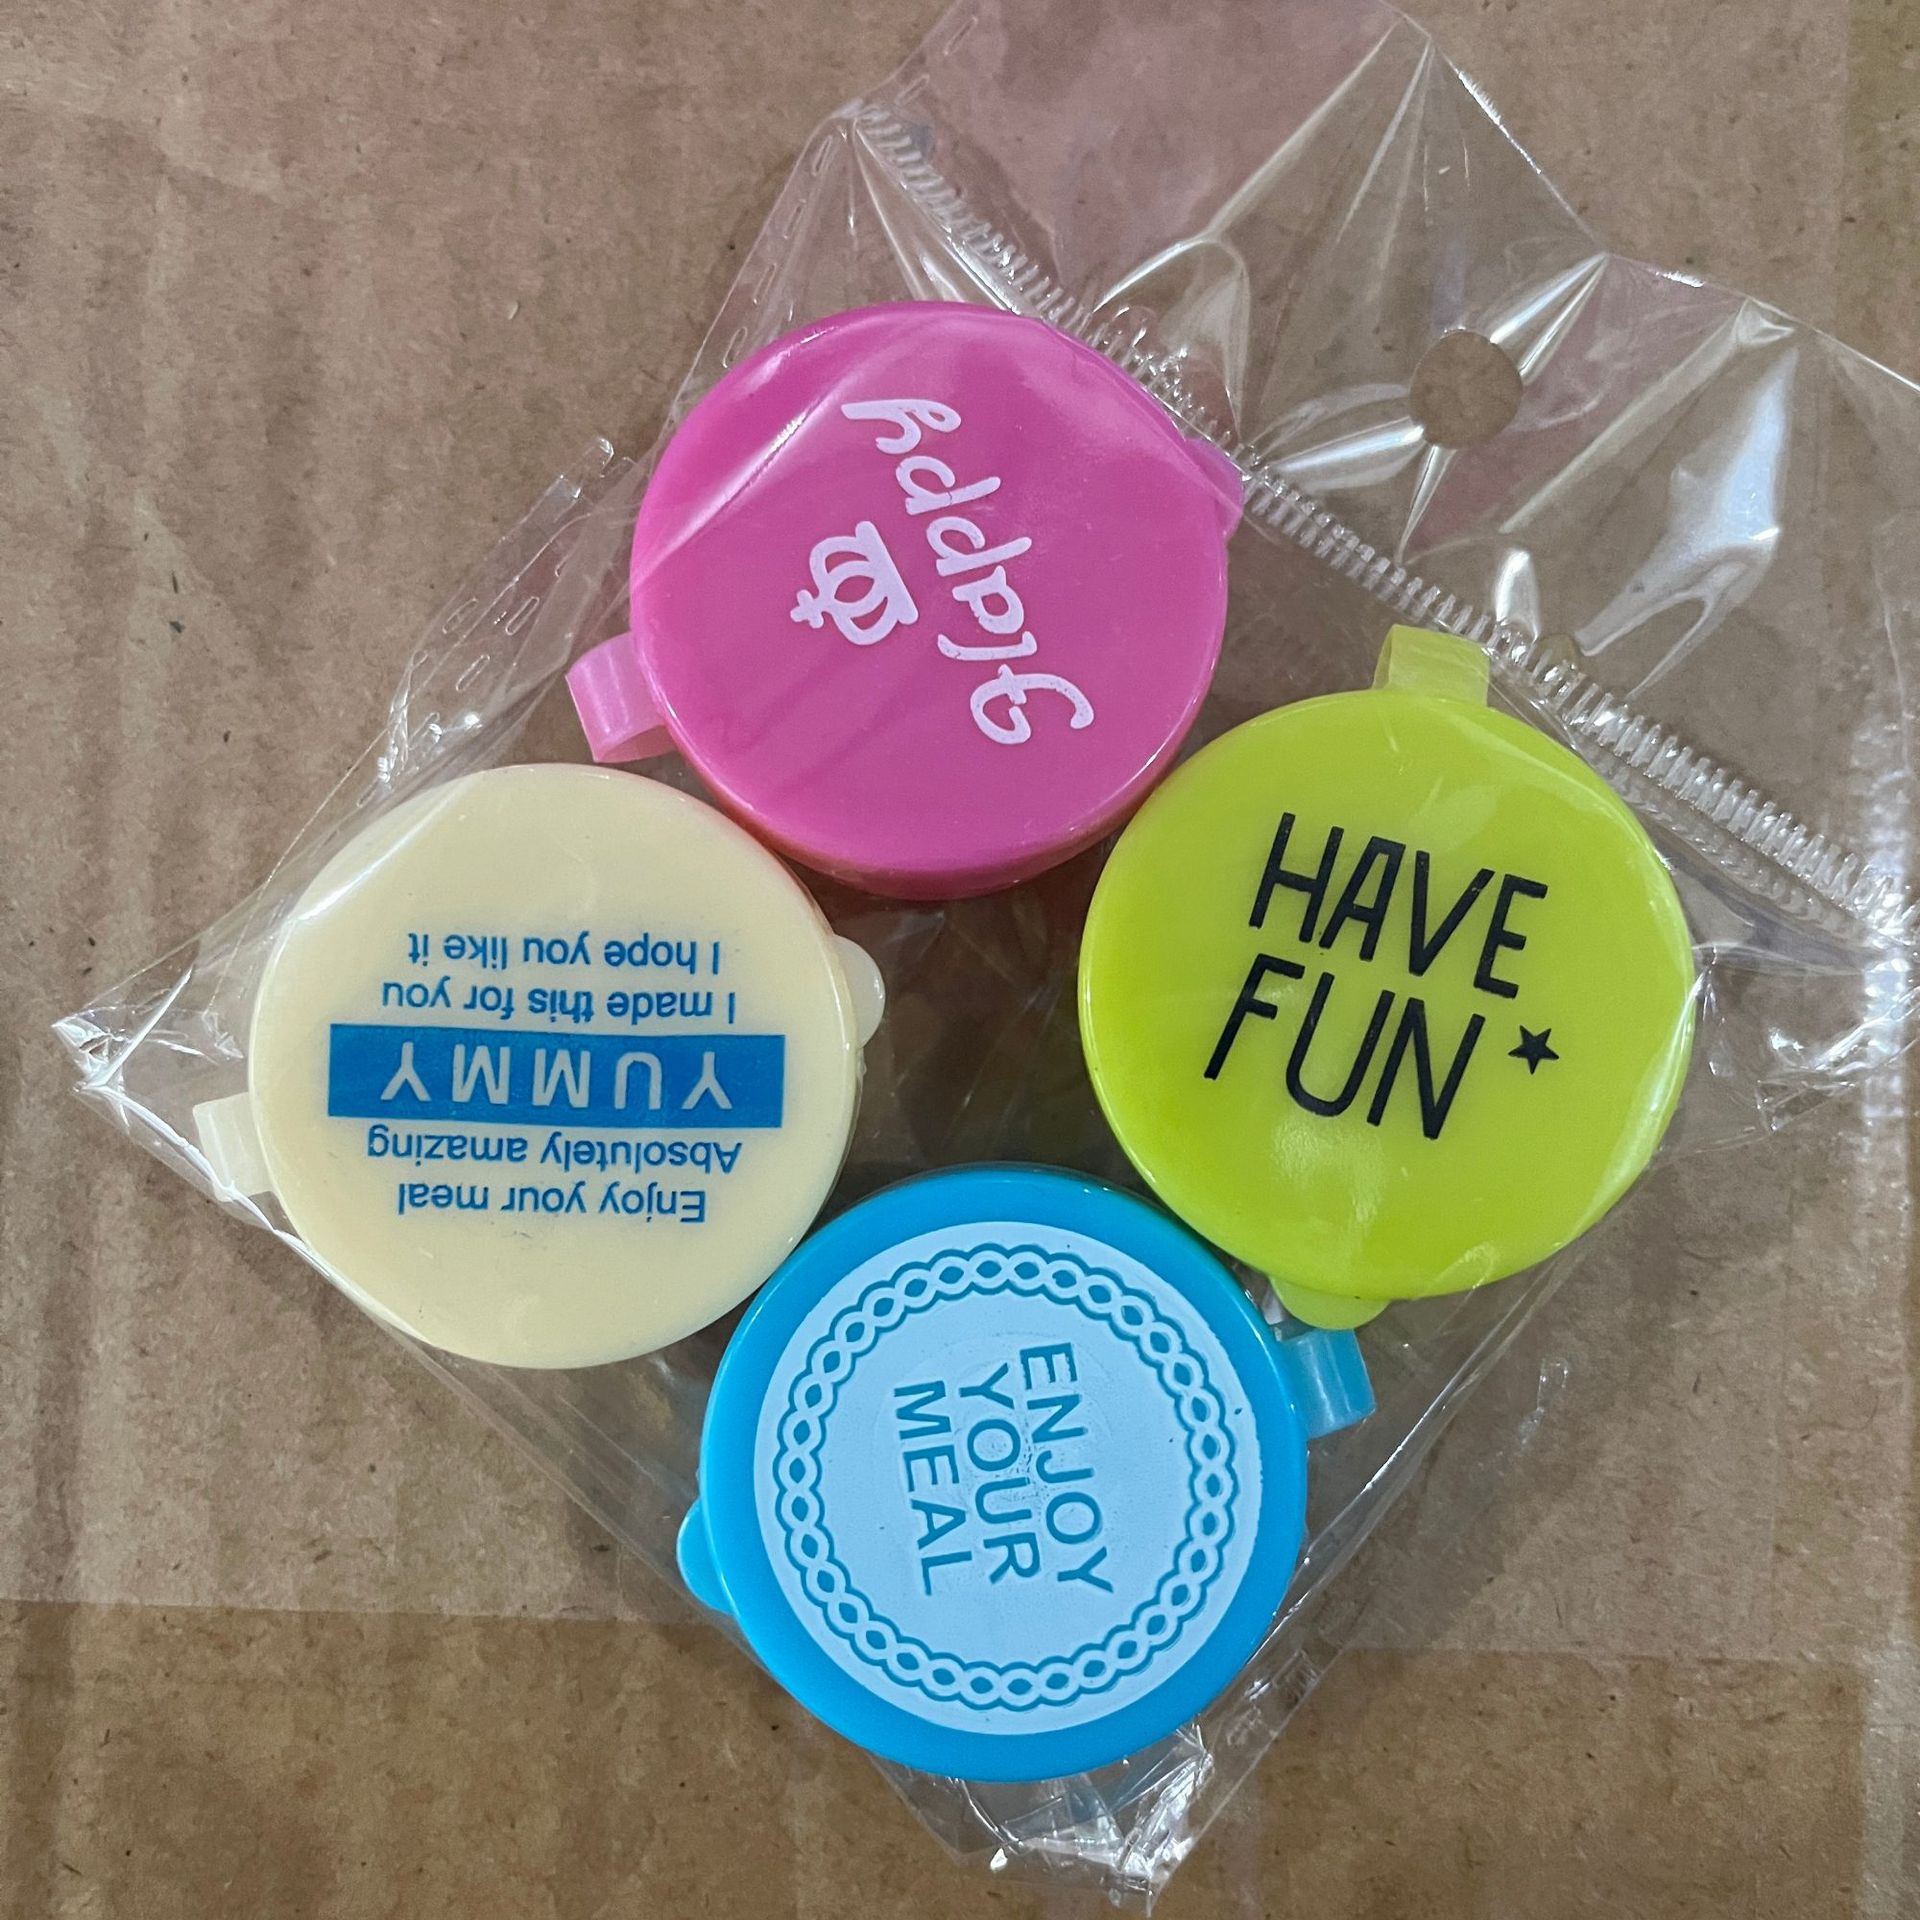 Happy
HAVE
FUN
Enjoy your meal
Absolutely amazing
YUMMY
I made this for you
I hope you like it
ENJOY
YOUR
MEAL